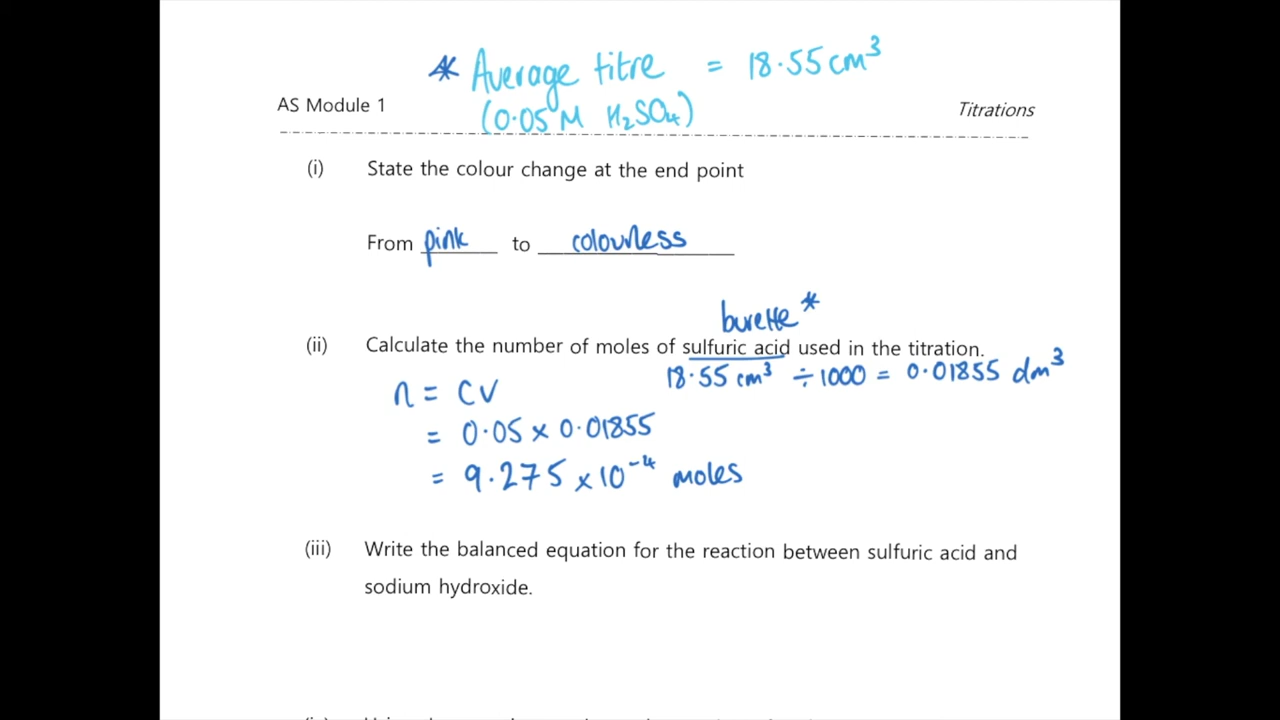 * Average titre = 18.55 cm³
(0.05 M H₂SO₄)
AS Module 1 Titrations
(i) State the colour change at the end point
From pink to colourless
burette *
(ii) Calculate the number of moles of sulfuric acid used in the titration.
18.55 cm³ ÷ 1000 = 0.01855 dm³
n = CV
= 0.05 × 0.01855
= 9.275 × 10⁻⁴ moles
(iii) Write the balanced equation for the reaction between sulfuric acid and
sodium hydroxide.